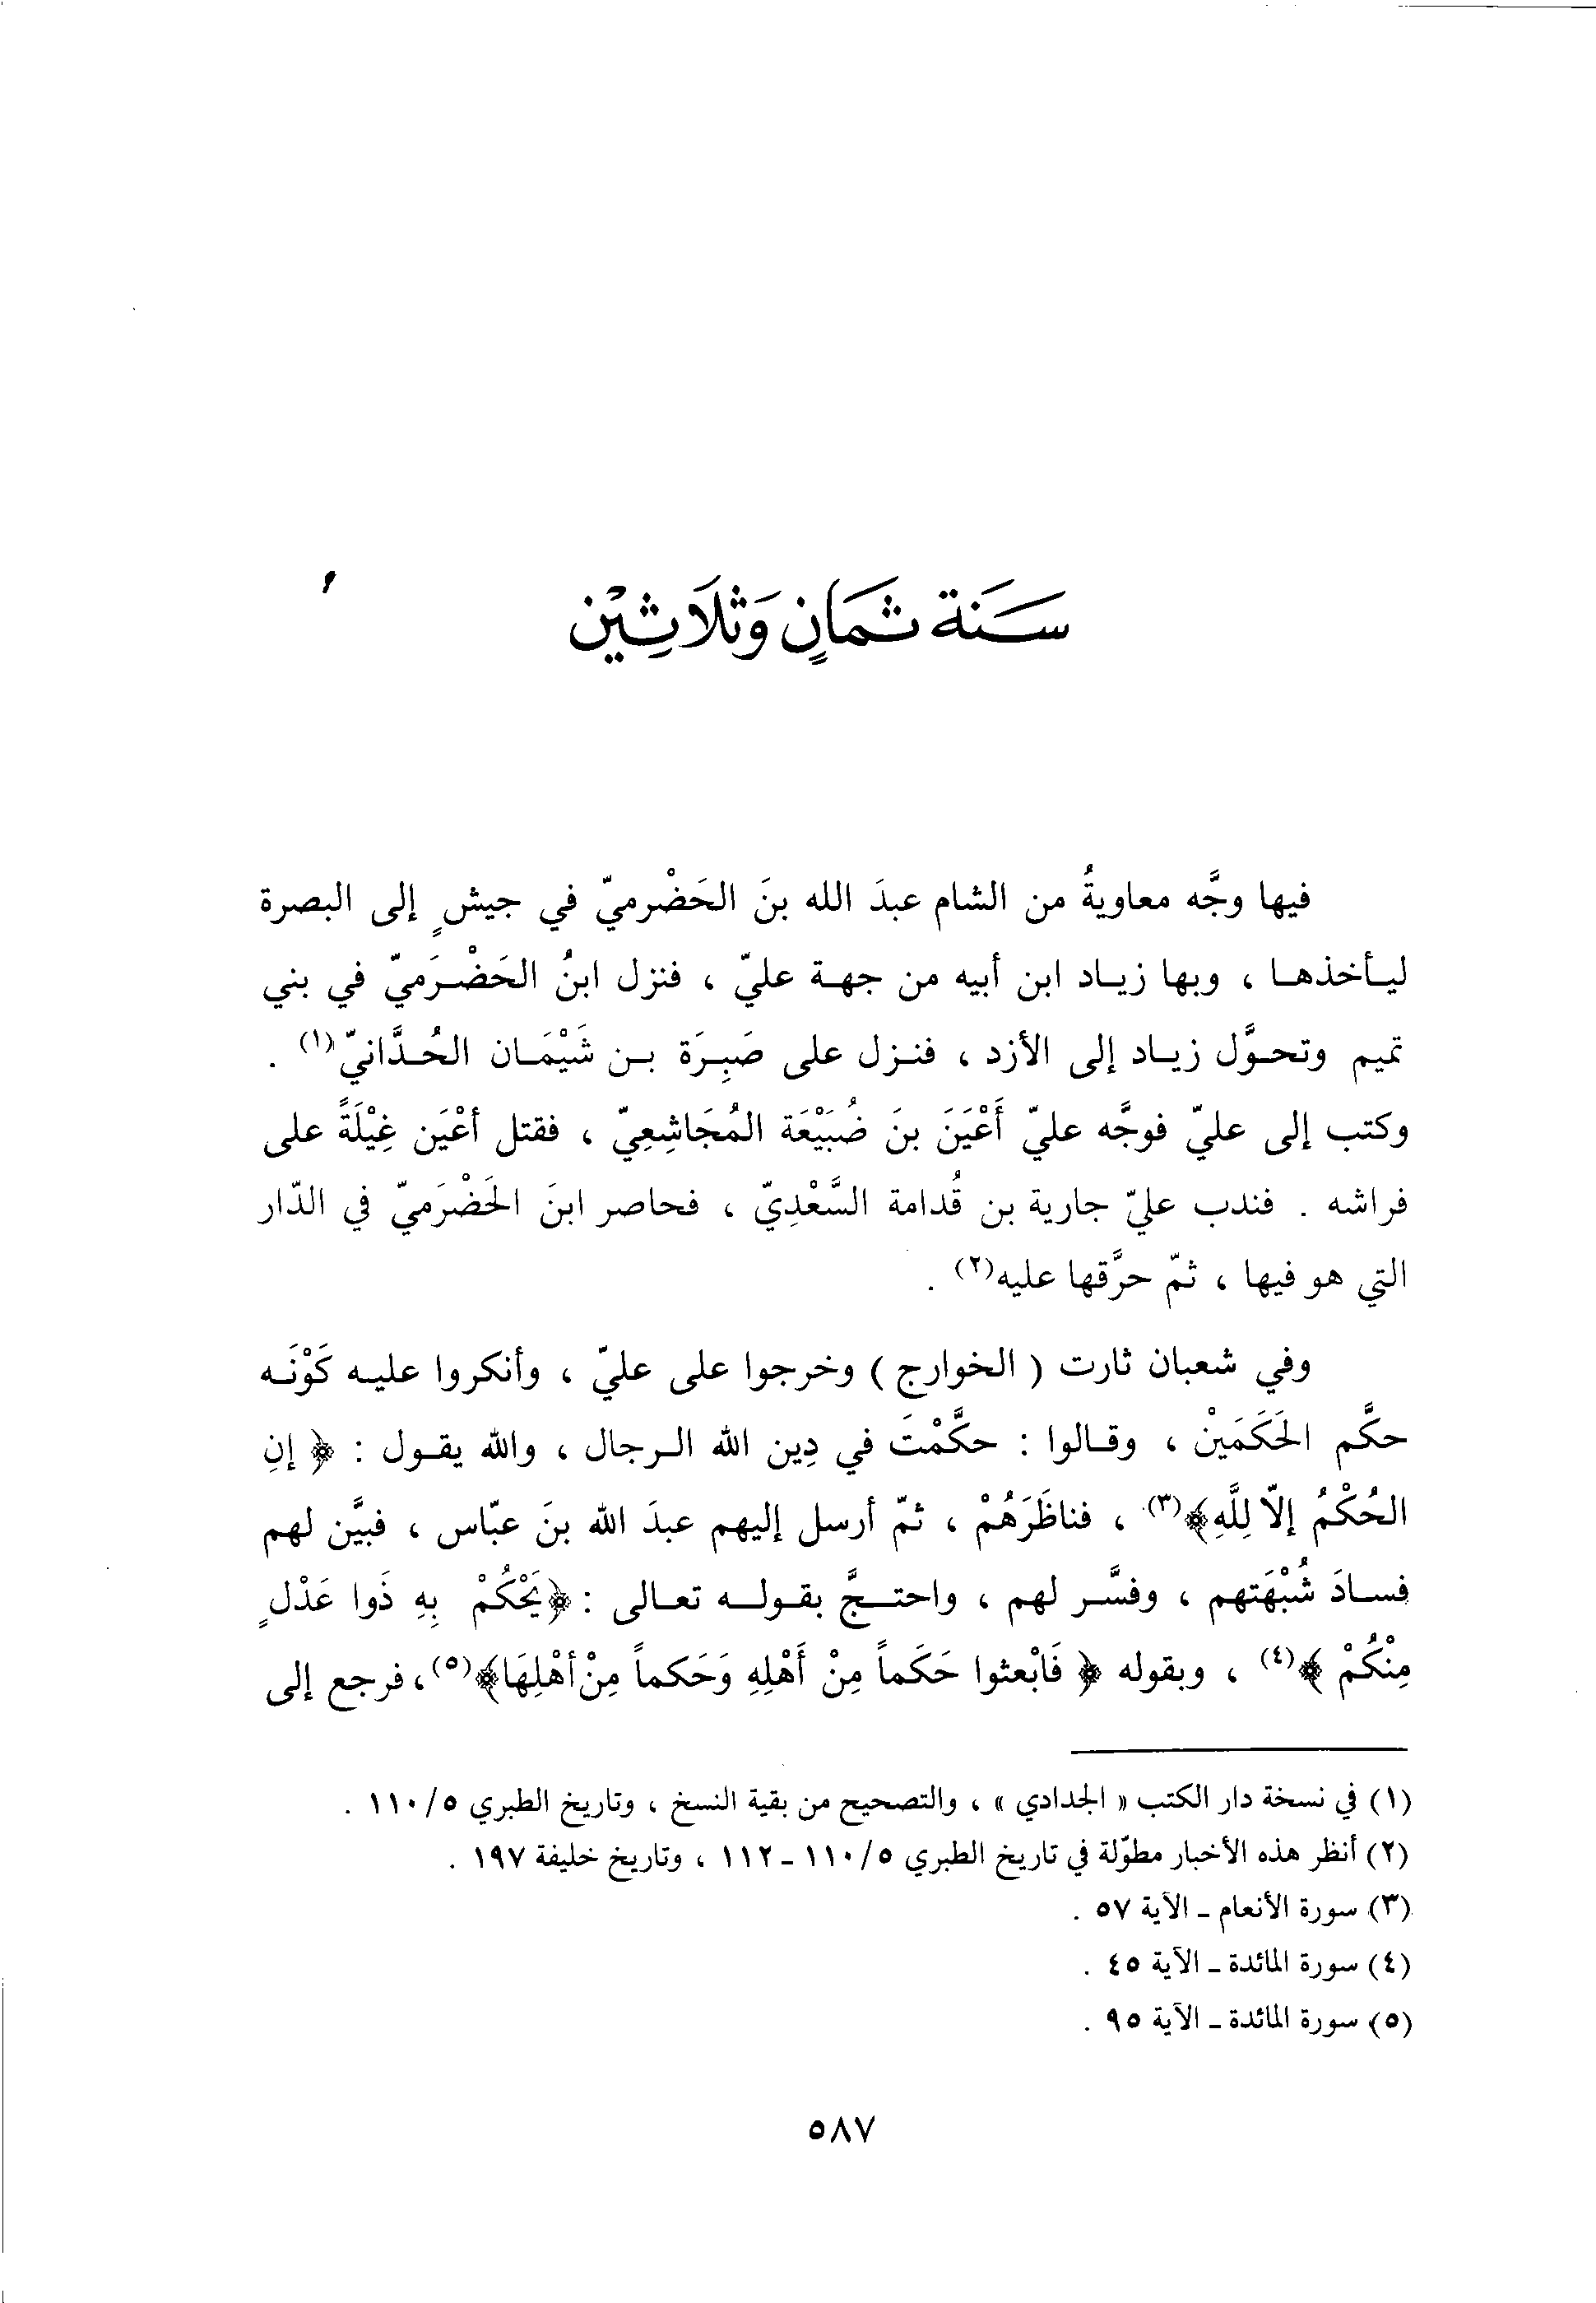 سَنَة ثَمَانٍ وَثَلَاثِيْن
فيها وجَّه معاويةُ من الشام عبدَ الله بنَ الحَضْرميّ في جيشٍ إلى البصرة
ليأخذها ، وبها زياد ابن أبيه من جهة عليّ ، فنزل ابنُ الحَضْرَميّ في بني
تميم وتحوَّل زياد إلى الأزد ، فنزل على صَبِرَة بن شَيْمَان الحُدَّانيّ(١) .
وكتب إلى عليّ فوجَّه عليّ أَعْيَنَ بنَ ضُبَيْعَة المُجَاشِعِيّ ، فقتل أعْيَن غِيْلَةً على
فراشه . فندب عليّ جارية بن قُدامة السَّعْدِيّ ، فحاصر ابنَ الحَضْرَميّ في الدّار
التي هو فيها ، ثمّ حرَّقها عليه(٢) .
وفي شعبان ثارت ( الخوارج ) وخرجوا على عليّ ، وأنكروا عليه كَوْنَه
حكَّم الحَكَمَيْن ، وقالوا : حكَّمْتَ في دِين الله الرجال ، والله يقول : ﴿ إنِ
الحُكْمُ إلاّ لِلَّهِ﴾(٣) ، فناظَرَهُمْ ، ثمّ أرسل إليهم عبدَ الله بنَ عبّاس ، فبيَّن لهم
فسادَ شُبْهَتهم ، وفسَّر لهم ، واحتجَّ بقوله تعالى : ﴿يَحْكُمْ بِهِ ذَوا عَدْلٍ
مِنْكُمْ ﴾(٤) ، وبقوله ﴿ فَابْعثوا حَكَماً مِنْ أَهْلِهِ وَحَكماً مِنْ أهْلِهَا﴾(٥)، فرجع إلى
(١) في نسخة دار الكتب « الجدادي » ، والتصحيح من بقية النسخ ، وتاريخ الطبري ٥/١١٠ .
(٢) أنظر هذه الأخبار مطوّلة في تاريخ الطبري ٥/١١٠ ـ ١١٢ ، وتاريخ خليفة ١٩٧ .
(٣) سورة الأنعام ـ الآية ٥٧ .
(٤) سورة المائدة ـ الآية ٤٥ .
(٥) سورة المائدة ـ الآية ٩٥ .
٥٨٧